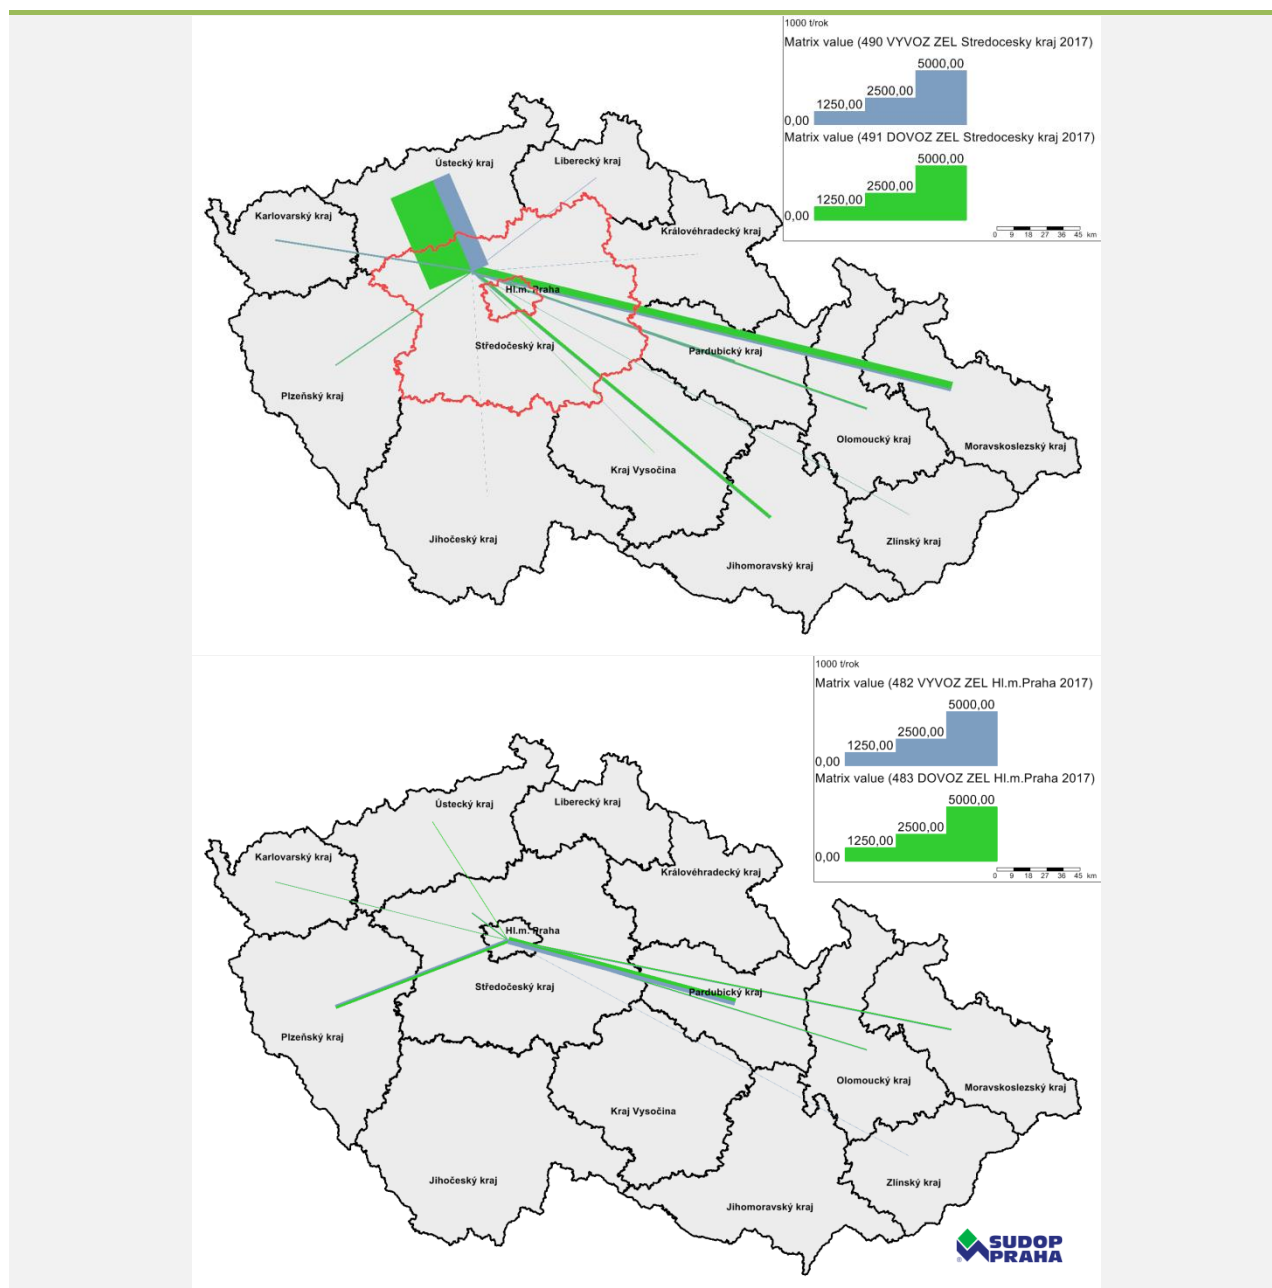 1000 t/rok
Matrix value (490 VYVOZ ZEL Stredocesky kraj 2017)
5000,00
2500,00
1250,00
0,00
Matrix value (491 DOVOZ ZEL Stredocesky kraj 2017)
5000,00
2500,00
1250,00
0,00
0 9 18 27 36 45 km
Ústecký kraj
Liberecký kraj
Karlovarský kraj
Královéhradecký kraj
Hl.m. Praha
Středočeský kraj
Pardubický kraj
Plzeňský kraj
Olomoucký kraj
Moravskoslezský kraj
Kraj Vysočina
Jihočeský kraj
Zlínský kraj
Jihomoravský kraj
1000 t/rok
Matrix value (482 VYVOZ ZEL Hl.m.Praha 2017)
5000,00
2500,00
1250,00
0,00
Matrix value (483 DOVOZ ZEL Hl.m.Praha 2017)
5000,00
2500,00
1250,00
0,00
0 9 18 27 36 45 km
Ústecký kraj
Liberecký kraj
Karlovarský kraj
Královéhradecký kraj
Hl.m. Praha
Středočeský kraj
Pardubický kraj
Plzeňský kraj
Olomoucký kraj
Moravskoslezský kraj
Kraj Vysočina
Jihočeský kraj
Zlínský kraj
Jihomoravský kraj
SUDOP
PRAHA
®